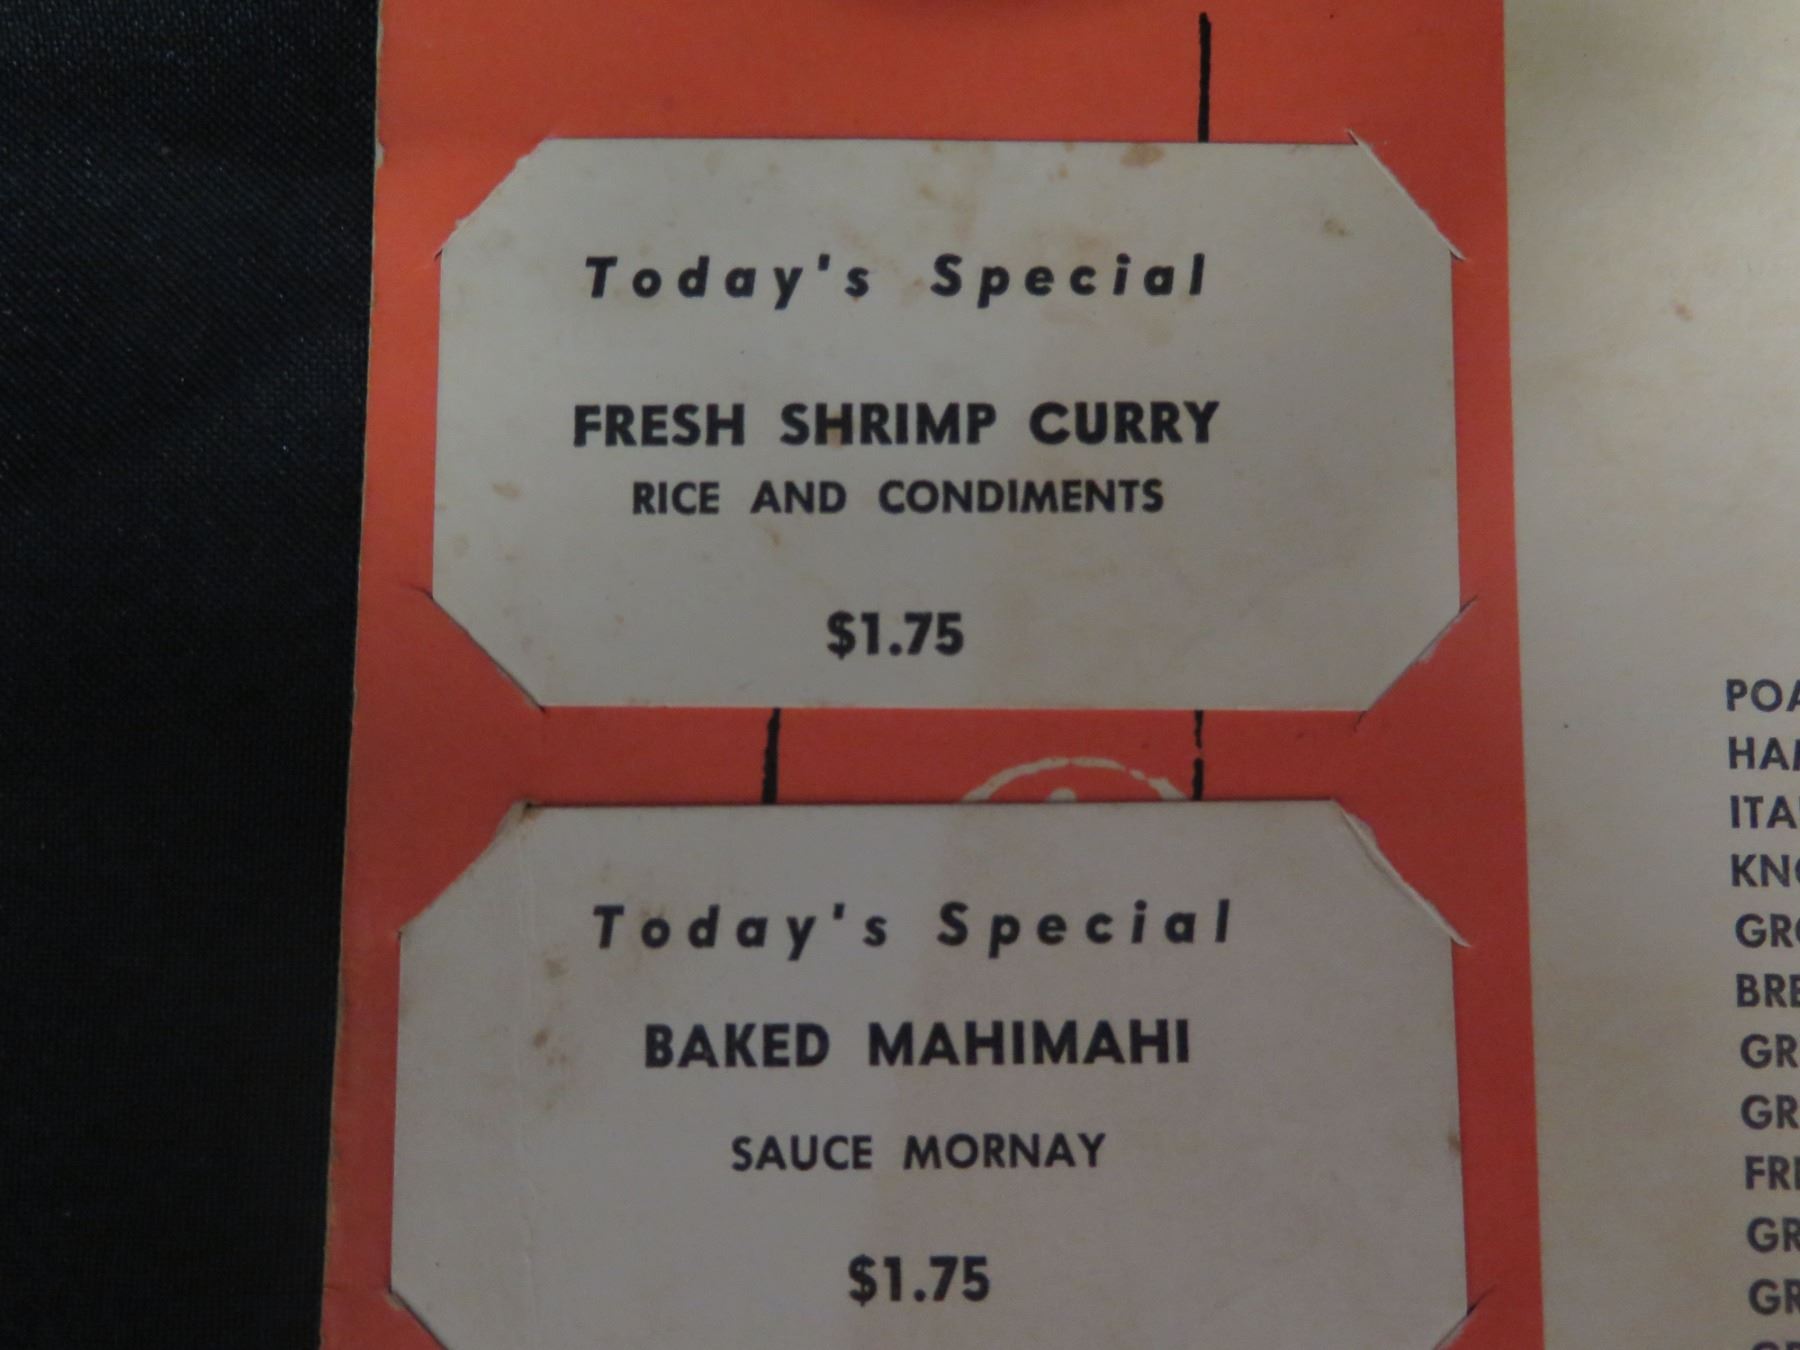 Today's Special
FRESH SHRIMP CURRY
RICE AND CONDIMENTS
$1.75
Today's Special
BAKED MAHIMAHI
SAUCE MORNAY
$1.75